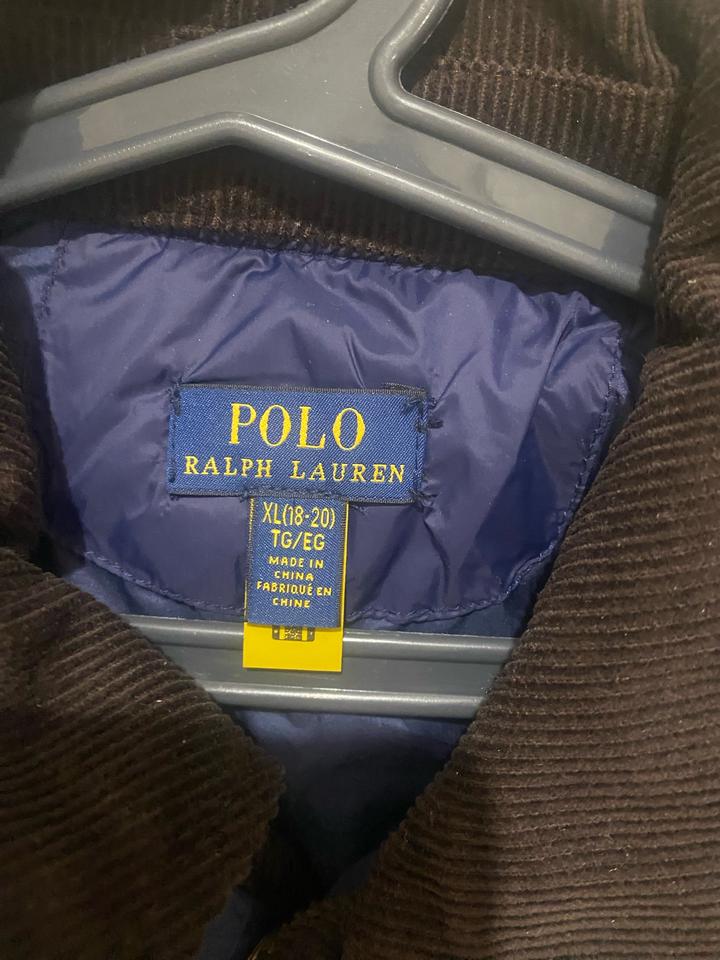 POLO
RALPH LAUREN
XL(18-20)
TG/EG
MADE IN
CHINA
FABRIQUÉ EN
CHINE